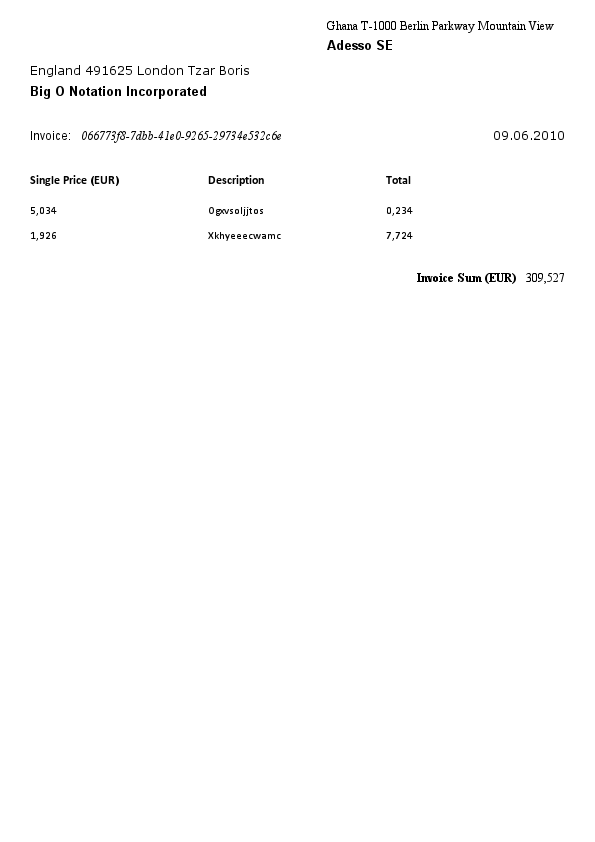 Ghana T-1000 Berlin Parkway Mountain View
Adesso SE
England 491625 London Tzar Boris
Big O Notation Incorporated
Invoice: 066773f8-7dbb-41e0-9265-29734e532c6e 09.06.2010
Single Price (EUR) Description Total
5,034 Ogxvsoljjtos 0,234
1,926 Xkhyeeecwamc 7,724
Invoice Sum (EUR) 309,527